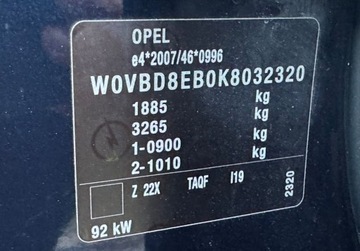 OPEL
e4*2007/46*0996
W0VBD8EB0K8032320
1885 kg
3265 kg
1-0900 kg
2-1010 kg
Z 22X TAQF I19
2320
92 kW